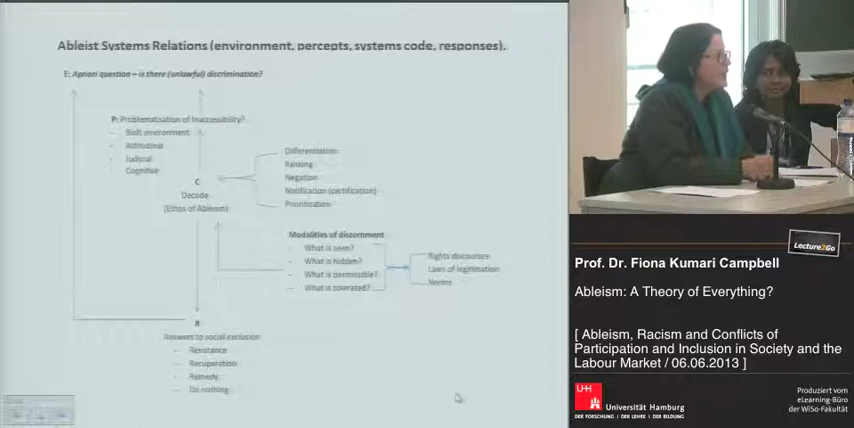 Ableist Systems Relations (environment, percepts, systems code, responses).
E: Apriori question – is there (unlawful) discrimination?
P: Problematisation of Inaccessibility?
- Built environment
- Attitudinal
- Judicial
- Cognitive
C
Decode
(Ethos of Ableism)
Differentiation
Ranking
Negation
Notification (certification)
Prioritization
Modalities of discernment
- What is seen?
- What is hidden?
- What is permissible?
- What is tolerated?
Rights discourses
Laws of legitimation
Norms
R
Answers to social exclusion
- Resistance
- Recuperation
- Remedy
- Do nothing
Lecture2Go
Prof. Dr. Fiona Kumari Campbell
Ableism: A Theory of Everything?
[ Ableism, Racism and Conflicts of
Participation and Inclusion in Society and the
Labour Market / 06.06.2013 ]
UHH
Universität Hamburg
DER FORSCHUNG | DER LEHRE | DER BILDUNG
Produziert vom
eLearning-Büro
der WiSo-Fakultät